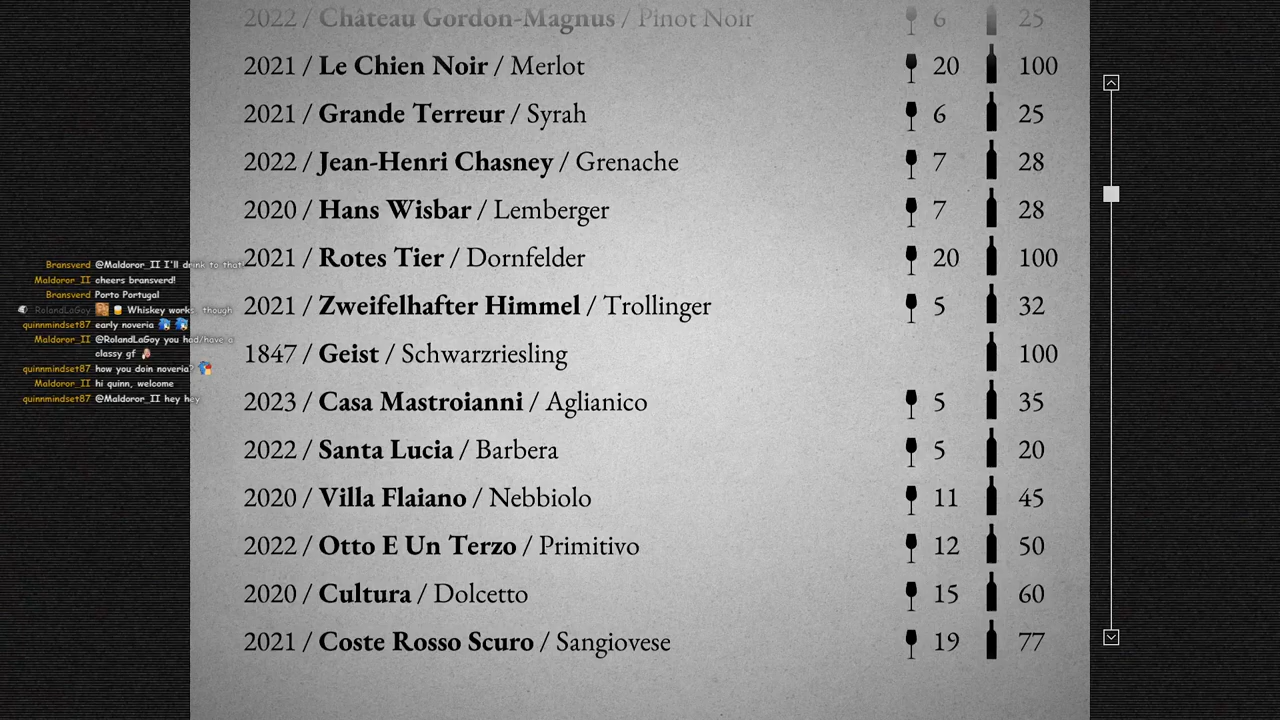 2022 / Château Gordon-Magnus / Pinot Noir 6 25
2021 / Le Chien Noir / Merlot 20 100
2021 / Grande Terreur / Syrah 6 25
2022 / Jean-Henri Chasney / Grenache 7 28
2020 / Hans Wisbar / Lemberger 7 28
2021 / Rotes Tier / Dornfelder 20 100
2021 / Zweifelhafter Himmel / Trollinger 5 32
1847 / Geist / Schwarzriesling 100
2023 / Casa Mastroianni / Aglianico 5 35
2022 / Santa Lucia / Barbera 5 20
2020 / Villa Flaiano / Nebbiolo 11 45
2022 / Otto E Un Terzo / Primitivo 12 50
2020 / Cultura / Dolcetto 15 60
2021 / Coste Rosso Scuro / Sangiovese 19 77
Bransverd @Maldoror_II I'll drink to that
Maldoror_II cheers bransverd!
Bransverd Porto Portugal
RolandLaGoy Whiskey works though
quinnmindset87 early noveria
Maldoror_II @RolandLaGoy you had/have a
classy gf
quinnmindset87 how you doin noveria?
Maldoror_II hi quinn, welcome
quinnmindset87 @Maldoror_II hey hey